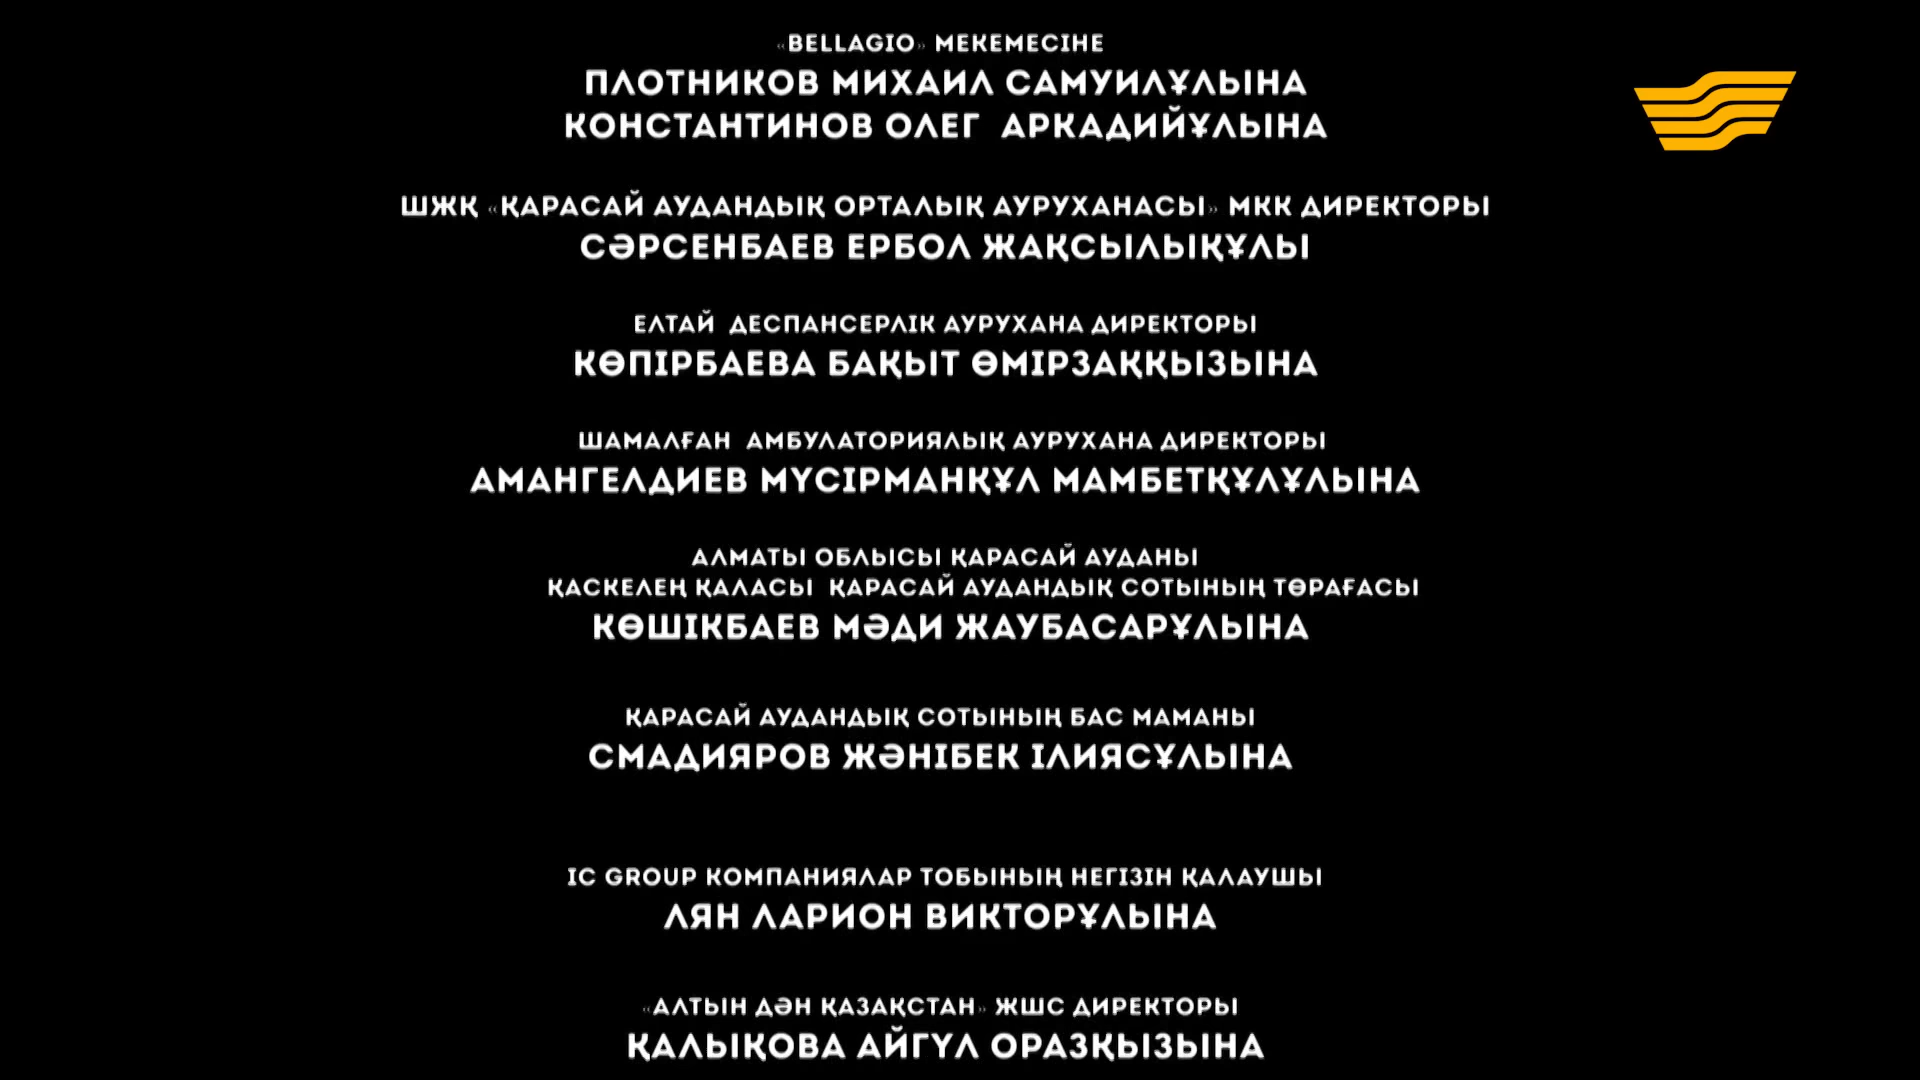 «BELLAGIO» МЕКЕМЕСІНЕ
ПЛОТНИКОВ МИХАИЛ САМУИЛҰЛЫНА
КОНСТАНТИНОВ ОЛЕГ АРКАДИЙҰЛЫНА
ШЖҚ «ҚАРАСАЙ АУДАНДЫҚ ОРТАЛЫҚ АУРУХАНАСЫ» МКК ДИРЕКТОРЫ
СӘРСЕНБАЕВ ЕРБОЛ ЖАҚСЫЛЫҚҰЛЫ
ЕЛТАЙ ДЕСПАНСЕРЛІК АУРУХАНА ДИРЕКТОРЫ
КӨПІРБАЕВА БАҚЫТ ӨМІРЗАҚҚЫЗЫНА
ШАМАЛҒАН АМБУЛАТОРИЯЛЫҚ АУРУХАНА ДИРЕКТОРЫ
АМАНГЕЛДИЕВ МҮСІРМАНҚҰЛ МАМБЕТҚҰЛҰЛЫНА
АЛМАТЫ ОБЛЫСЫ ҚАРАСАЙ АУДАНЫ
ҚАСКЕЛЕҢ ҚАЛАСЫ ҚАРАСАЙ АУДАНДЫҚ СОТЫНЫҢ ТӨРАҒАСЫ
КӨШІКБАЕВ МӘДИ ЖАУБАСАРҰЛЫНА
ҚАРАСАЙ АУДАНДЫҚ СОТЫНЫҢ БАС МАМАНЫ
СМАДИЯРОВ ЖӘНІБЕК ІЛИЯСҰЛЫНА
IC GROUP КОМПАНИЯЛАР ТОБЫНЫҢ НЕГІЗІН ҚАЛАУШЫ
ЛЯН ЛАРИОН ВИКТОРҰЛЫНА
«АЛТЫН ДӘН ҚАЗАҚСТАН» ЖШС ДИРЕКТОРЫ
ҚАЛЫҚОВА АЙГҮЛ ОРАЗҚЫЗЫНА